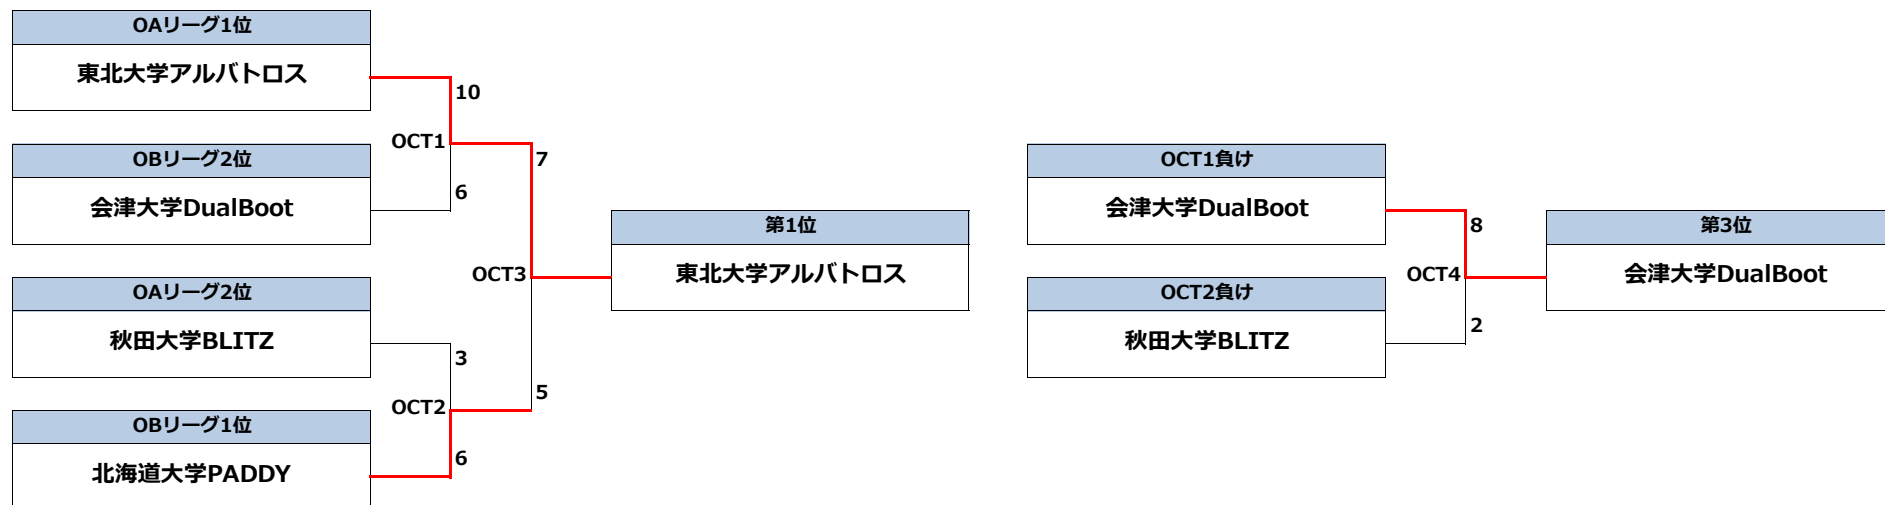 OAリーグ1位
東北大学アルバトロス
10
OCT1
OBリーグ2位
会津大学DualBoot
6
7
OCT3
第1位
東北大学アルバトロス
OAリーグ2位
秋田大学BLITZ
3
OCT2
5
OBリーグ1位
北海道大学PADDY
6
OCT1負け
会津大学DualBoot
8
OCT4
第3位
会津大学DualBoot
OCT2負け
秋田大学BLITZ
2